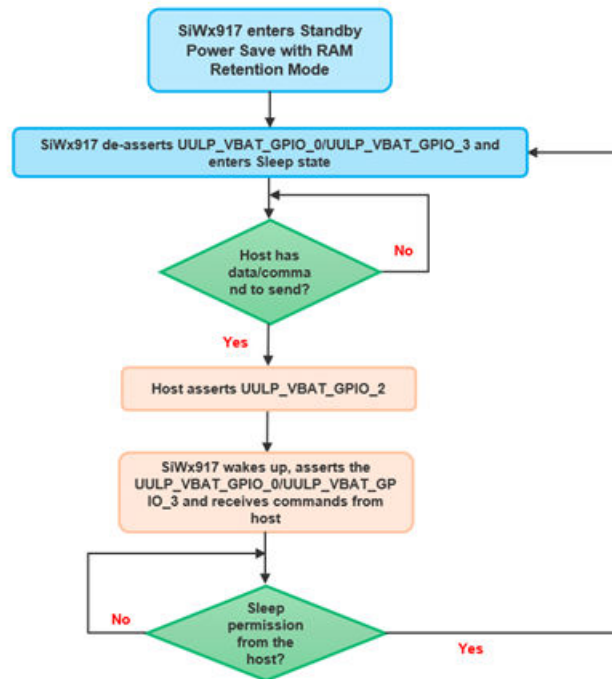 SiWx917 enters Standby
Power Save with RAM
Retention Mode
SiWx917 de-asserts UULP_VBAT_GPIO_0/UULP_VBAT_GPIO_3 and
enters Sleep state
No
Host has
data/comma
nd to send?
Yes
Host asserts UULP_VBAT_GPIO_2
SiWx917 wakes up, asserts the
UULP_VBAT_GPIO_0/UULP_VBAT_GP
IO_3 and receives commands from
host
No
Sleep
permission
from the
host?
Yes